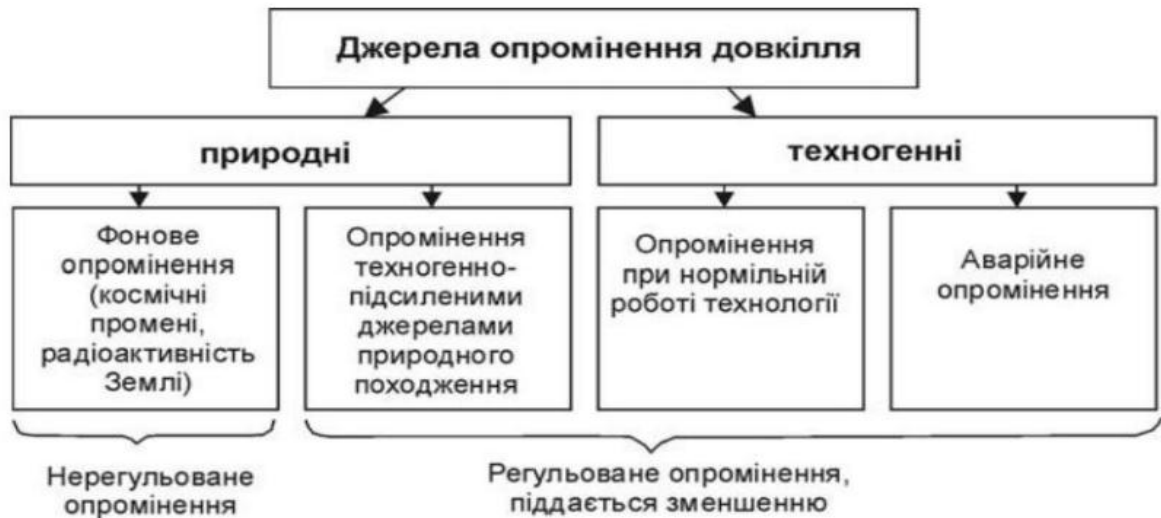 Джерела опромінення довкілля
природні
техногенні
Фонове
опромінення
(космічні
промені,
радіоактивність
Землі)
Опромінення
техногенно-
підсиленими
джерелами
природного
походження
Опромінення
при нормільній
роботі технології
Аварійне
опромінення
Нерегульоване
опромінення
Регульоване опромінення,
піддається зменшенню